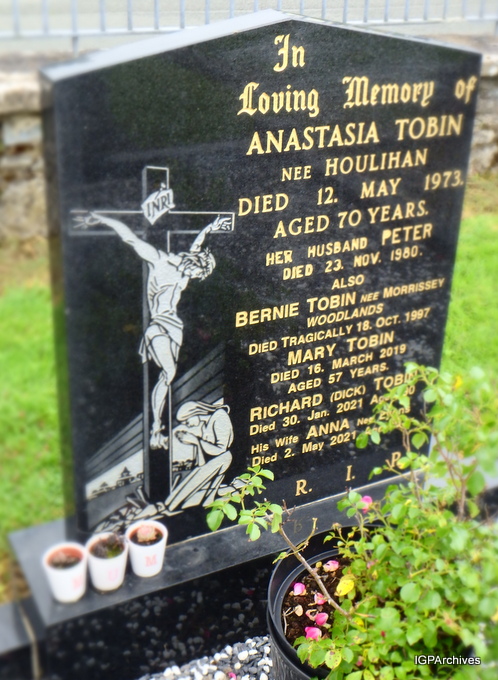 In
Loving Memory of
ANASTASIA TOBIN
NEE HOULIHAN
DIED 12. MAY 1973.
AGED 70 YEARS.
HER HUSBAND PETER
DIED 23. NOV. 1980.
ALSO
BERNIE TOBIN NEE MORRISSEY
WOODLANDS
DIED TRAGICALLY 18. OCT. 1997
MARY TOBIN
DIED 16. MARCH 2019
AGED 57 YEARS.
RICHARD (DICK) TOBIN
Died 30. Jan. 2021
His Wife ANNA Nee
Died 2. May 2021
R. I. P.
INRI
IGPArchives